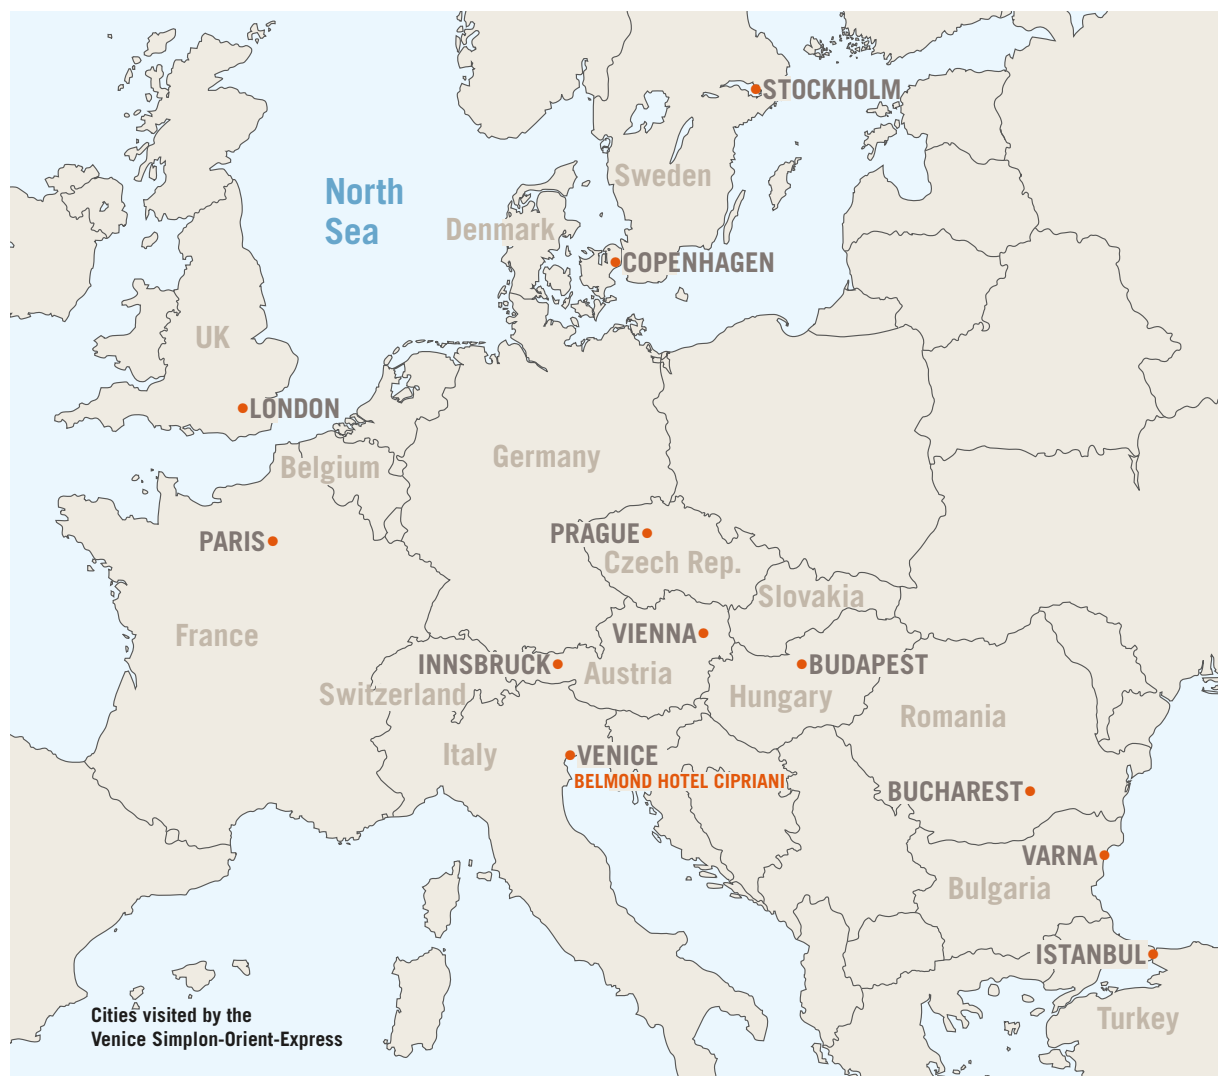 STOCKHOLM
Sweden
North
Sea
Denmark
COPENHAGEN
UK
LONDON
Belgium
Germany
PARIS
PRAGUE
Czech Rep.
Slovakia
France
VIENNA
INNSBRUCK
BUDAPEST
Austria
Switzerland
Hungary
Romania
Italy
VENICE
BELMOND HOTEL CIPRIANI
BUCHAREST
VARNA
Bulgaria
ISTANBUL
Turkey
Cities visited by the
Venice Simplon-Orient-Express